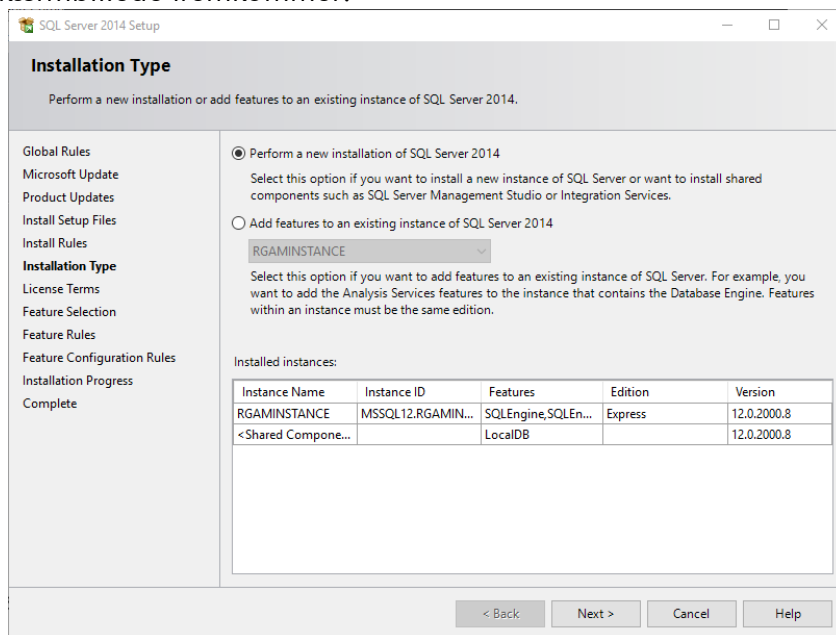 SQL Server 2014 Setup
Installation Type
Perform a new installation or add features to an existing instance of SQL Server 2014.
Global Rules
Microsoft Update
Product Updates
Install Setup Files
Install Rules
Installation Type
License Terms
Feature Selection
Feature Rules
Feature Configuration Rules
Installation Progress
Complete
Perform a new installation of SQL Server 2014
Select this option if you want to install a new instance of SQL Server or want to install shared
components such as SQL Server Management Studio or Integration Services.
Add features to an existing instance of SQL Server 2014
RGAMINSTANCE
Select this option if you want to add features to an existing instance of SQL Server. For example, you
want to add the Analysis Services features to the instance that contains the Database Engine. Features
within an instance must be the same edition.
Installed instances:
Instance Name Instance ID Features Edition Version
RGAMINSTANCE MSSQL12.RGAMIN... SQLEngine,SQLEn... Express 12.0.2000.8
<Shared Compone... LocalDB 12.0.2000.8
< Back Next > Cancel Help